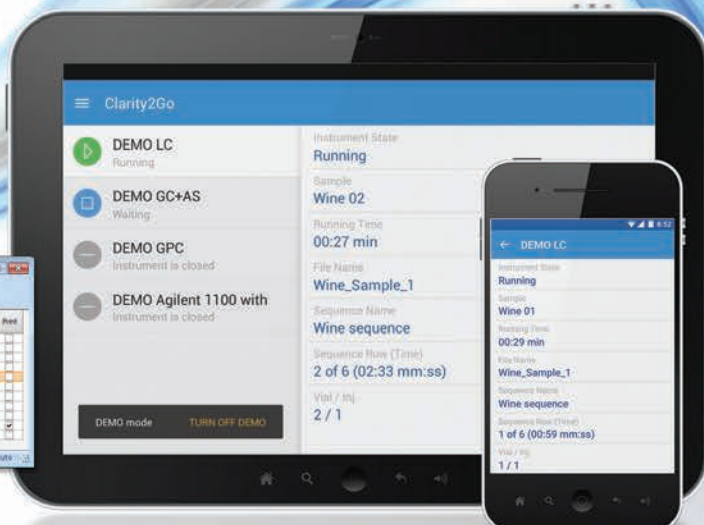 Clarity2Go
DEMO LC
Running
DEMO GC+AS
Waiting
DEMO GPC
Instrument is closed
DEMO Agilent 1100 with
Instrument is closed
DEMO mode TURN OFF DEMO
Instrument State
Running
Sample
Wine 02
Running Time
00:27 min
File Name
Wine_Sample_1
Sequence Name
Wine sequence
Sequence Row (Time)
2 of 6 (02:33 mm:ss)
Vial / Inj
2 / 1
8:52
DEMO LC
Instrument State
Running
Sample
Wine 01
Running Time
00:29 min
File Name
Wine_Sample_1
Sequence Name
Wine sequence
Sequence Row (Time)
1 of 6 (00:59 mm:ss)
Vial / Inj
1 / 1
Print